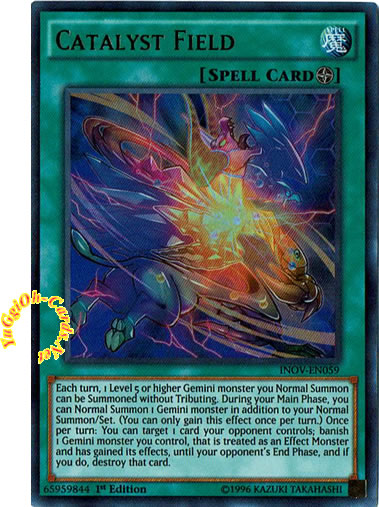 CATALYST FIELD
魔
[SPELL CARD]
YuGgiOh-Cards.Net
INOV-EN059
Each turn, 1 Level 5 or higher Gemini monster you Normal Summon
can be Summoned without Tributing. During your Main Phase, you
can Normal Summon 1 Gemini monster in addition to your Normal
Summon/Set. (You can only gain this effect once per turn.) Once
per turn: You can target 1 card your opponent controls; banish
1 Gemini monster you control, that is treated as an Effect Monster
and has gained its effects, until your opponent's End Phase, and if
you do, destroy that card.
65959844 1st Edition ©1996 KAZUKI TAKAHASHI